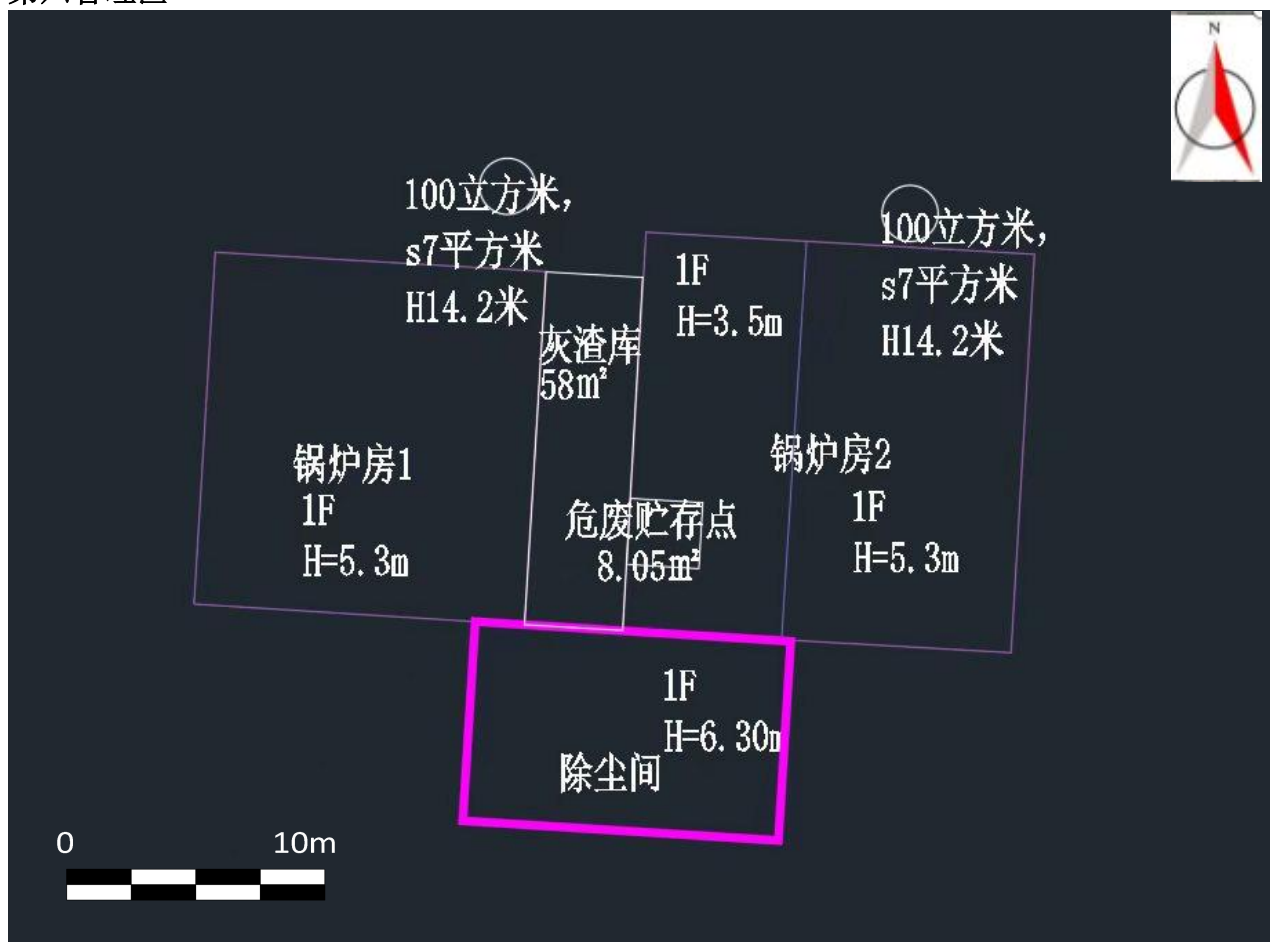 N
100立方米,
s7平方米
H14.2米
100立方米,
s7平方米
H14.2米
1F
H=3.5m
灰渣库
58㎡
锅炉房1
1F
H=5.3m
锅炉房2
1F
H=5.3m
危废贮存点
8.05㎡
1F
H=6.30m
除尘间
0 10m